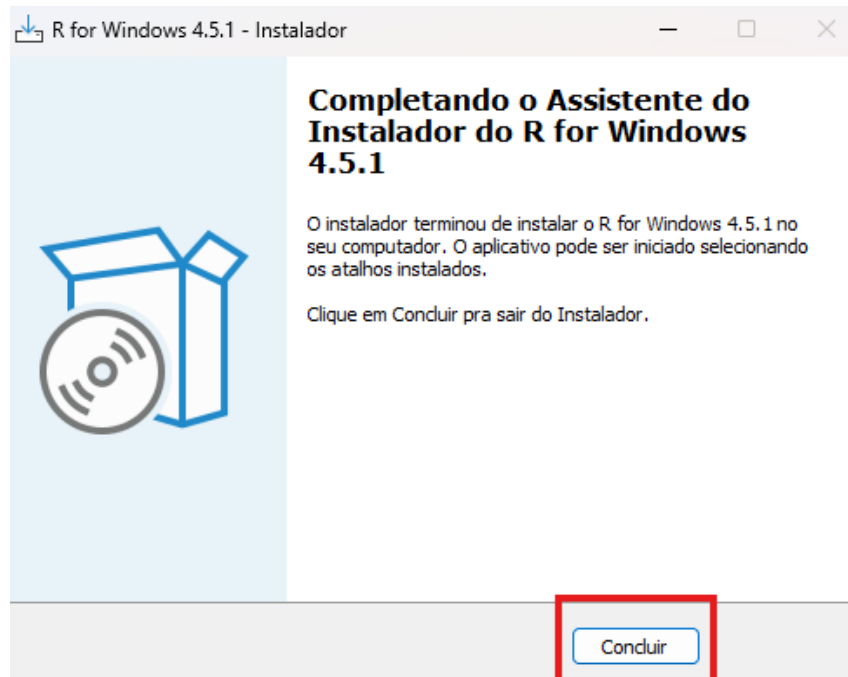 R for Windows 4.5.1 - Instalador
Completando o Assistente do
Instalador do R for Windows
4.5.1
O instalador terminou de instalar o R for Windows 4.5.1 no
seu computador. O aplicativo pode ser iniciado selecionando
os atalhos instalados.
Clique em Concluir pra sair do Instalador.
Concluir